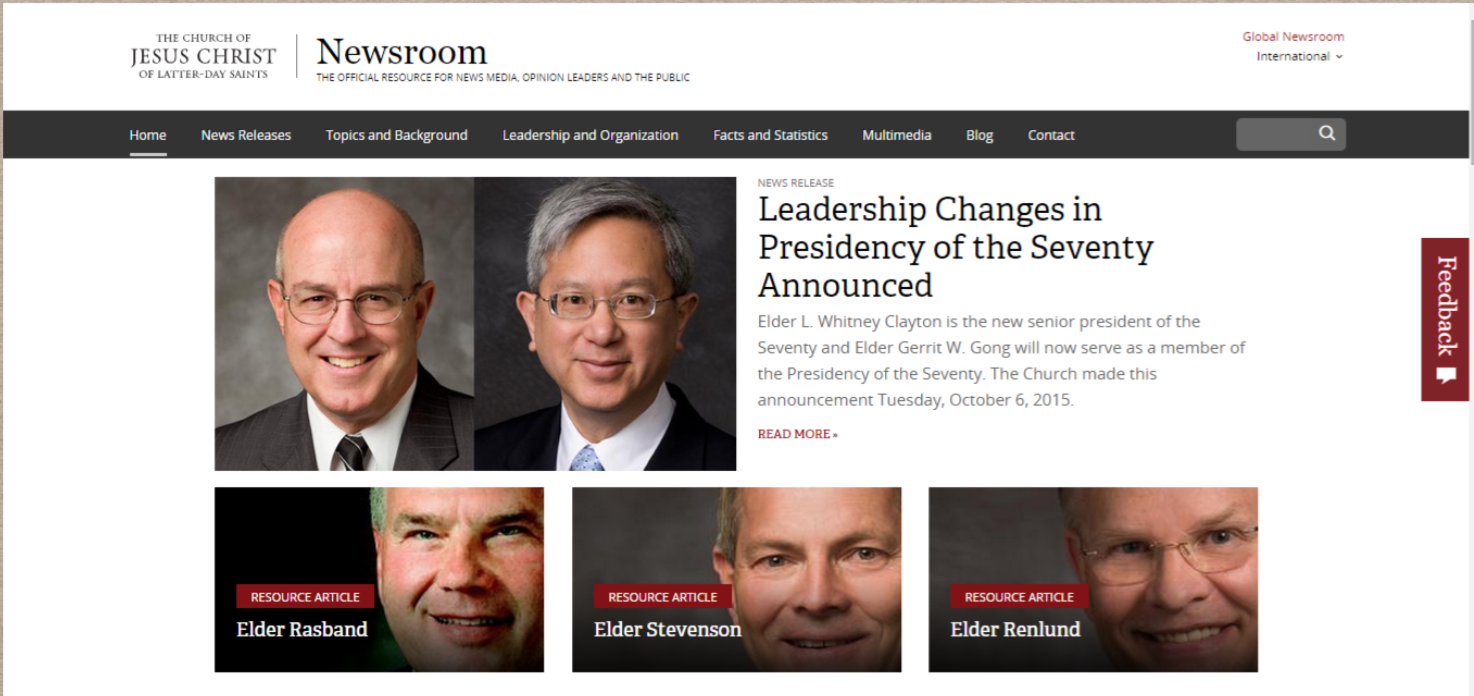 THE CHURCH OF
JESUS CHRIST
OF LATTER-DAY SAINTS
Newsroom
THE OFFICIAL RESOURCE FOR NEWS MEDIA, OPINION LEADERS AND THE PUBLIC
Global Newsroom
International
Home News Releases Topics and Background Leadership and Organization Facts and Statistics Multimedia Blog Contact
NEWS RELEASE
Leadership Changes in
Presidency of the Seventy
Announced
Elder L. Whitney Clayton is the new senior president of the
Seventy and Elder Gerrit W. Gong will now serve as a member of
the Presidency of the Seventy. The Church made this
announcement Tuesday, October 6, 2015.
READ MORE »
Feedback
RESOURCE ARTICLE
Elder Rasband
RESOURCE ARTICLE
Elder Stevenson
RESOURCE ARTICLE
Elder Renlund